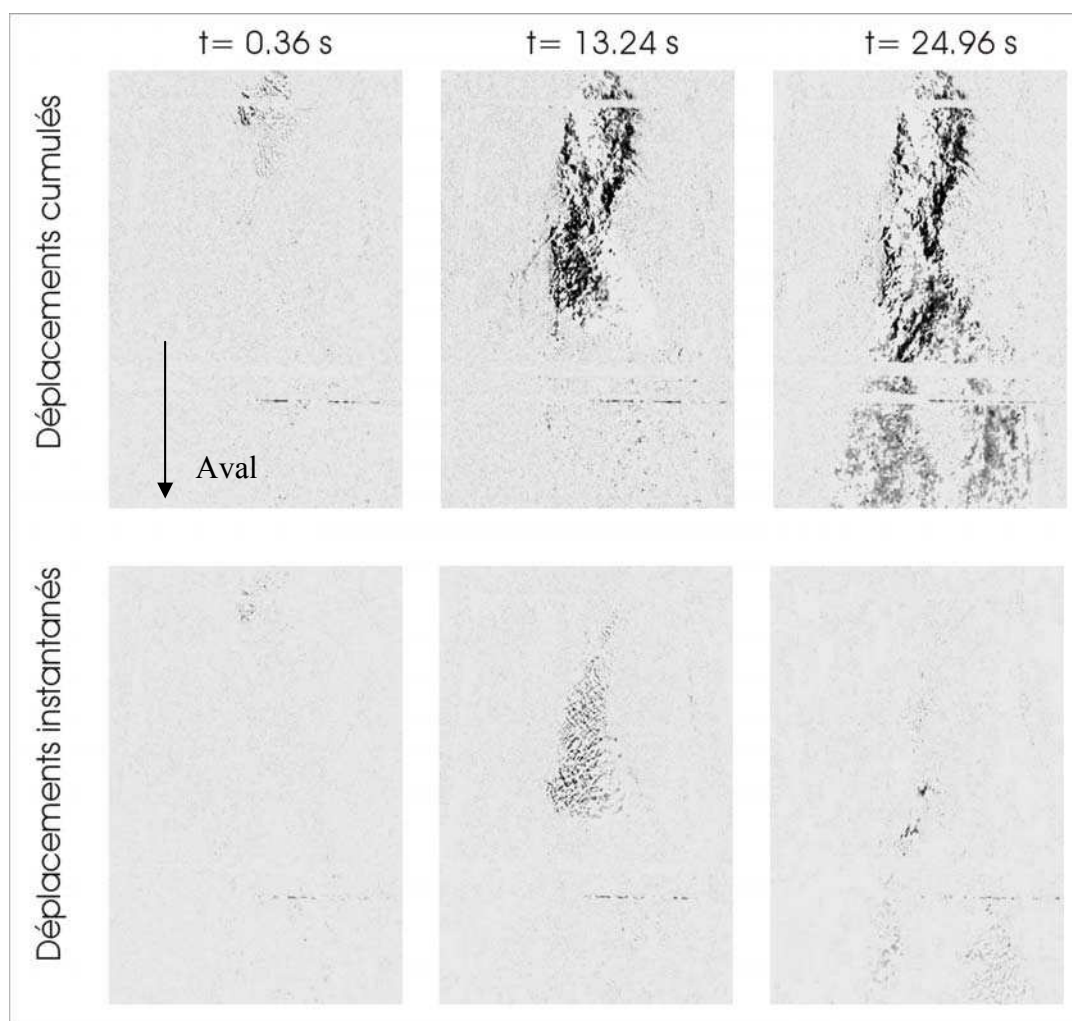 t= 0.36 s
t= 13.24 s
t= 24.96 s
Déplacements cumulés
Aval
Déplacements instantanés